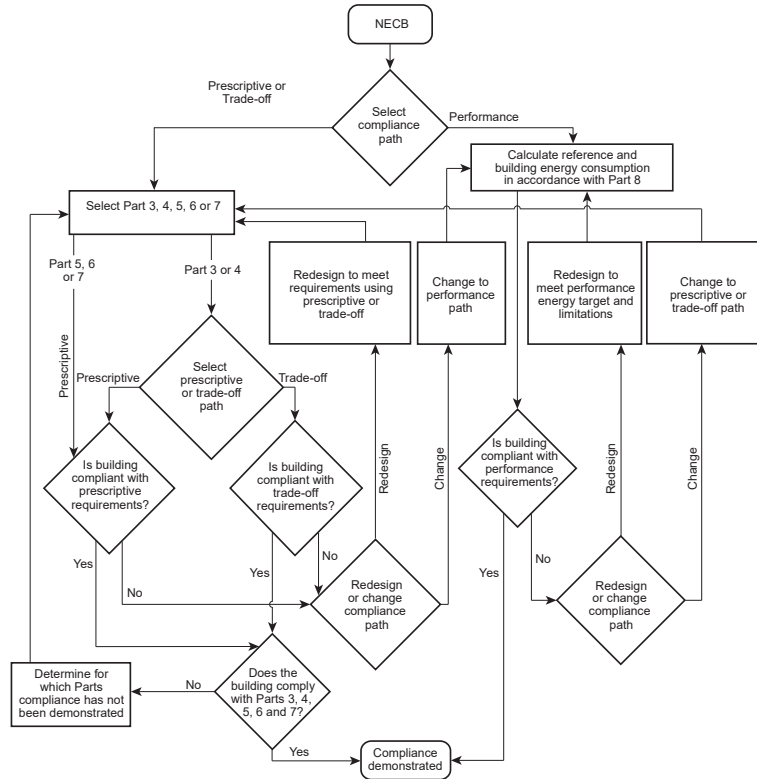 NECB
Prescriptive or
Trade-off
Select
compliance
path
Performance
Calculate reference and
building energy consumption
in accordance with Part 8
Select Part 3, 4, 5, 6 or 7
Part 5, 6
or 7
Part 3 or 4
Redesign to meet
requirements using
prescriptive or
trade-off
Change to
performance
path
Redesign to
meet performance
energy target and
limitations
Change to
prescriptive or
trade-off path
Prescriptive
Prescriptive
Select
prescriptive
or trade-off
path
Trade-off
Redesign
Change
Redesign
Change
Is building
compliant with
prescriptive
requirements?
Is building
compliant with
trade-off
requirements?
Is building
compliant with
performance
requirements?
Yes
No
Yes
No
Redesign
or change
compliance
path
Yes
No
Redesign
or change
compliance
path
Determine for
which Parts
compliance has not
been demonstrated
No
Does the
building comply
with Parts 3, 4,
5, 6 and 7?
Yes
Compliance
demonstrated